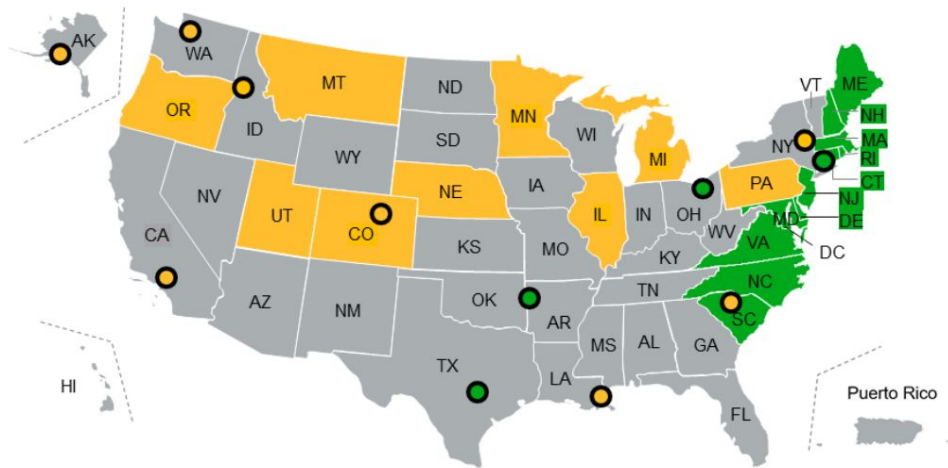 AK
WA
MT
ND
MN
VT
ME
OR
ID
SD
WI
NY
NH
MA
WY
MI
RI
CT
NE
IA
PA
NJ
NV
UT
CO
IL
IN
OH
MD
DE
CA
KS
MO
WV
VA
DC
KY
NC
AZ
NM
OK
TN
AR
SC
MS
AL
GA
TX
LA
HI
FL
Puerto Rico